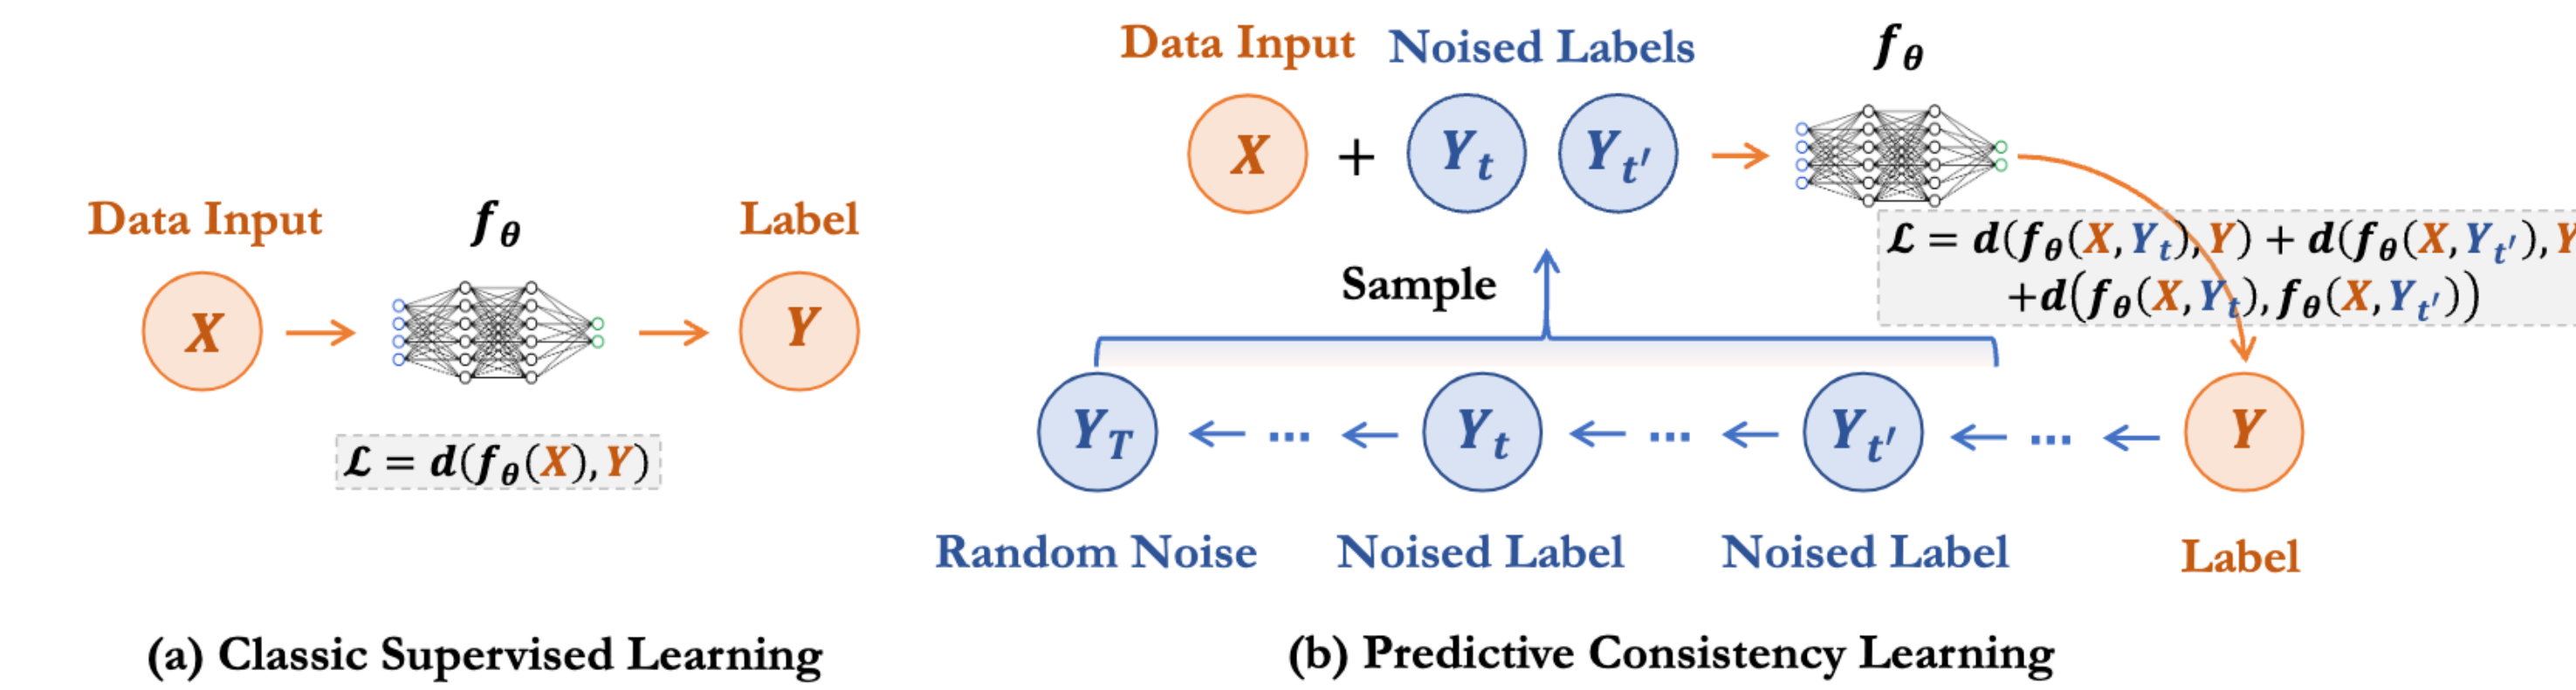 Data Input
f_θ
Label
X
Y
ℒ = d(f_θ(X), Y)
(a) Classic Supervised Learning
Data Input Noised Labels f_θ
X + Y_t Y_t'
ℒ = d(f_θ(X, Y_t), Y) + d(f_θ(X, Y_t'), Y
+d(f_θ(X, Y_t), f_θ(X, Y_t'))
Sample
Y_T ... Y_t ... Y_t' ... Y
Random Noise Noised Label Noised Label Label
(b) Predictive Consistency Learning